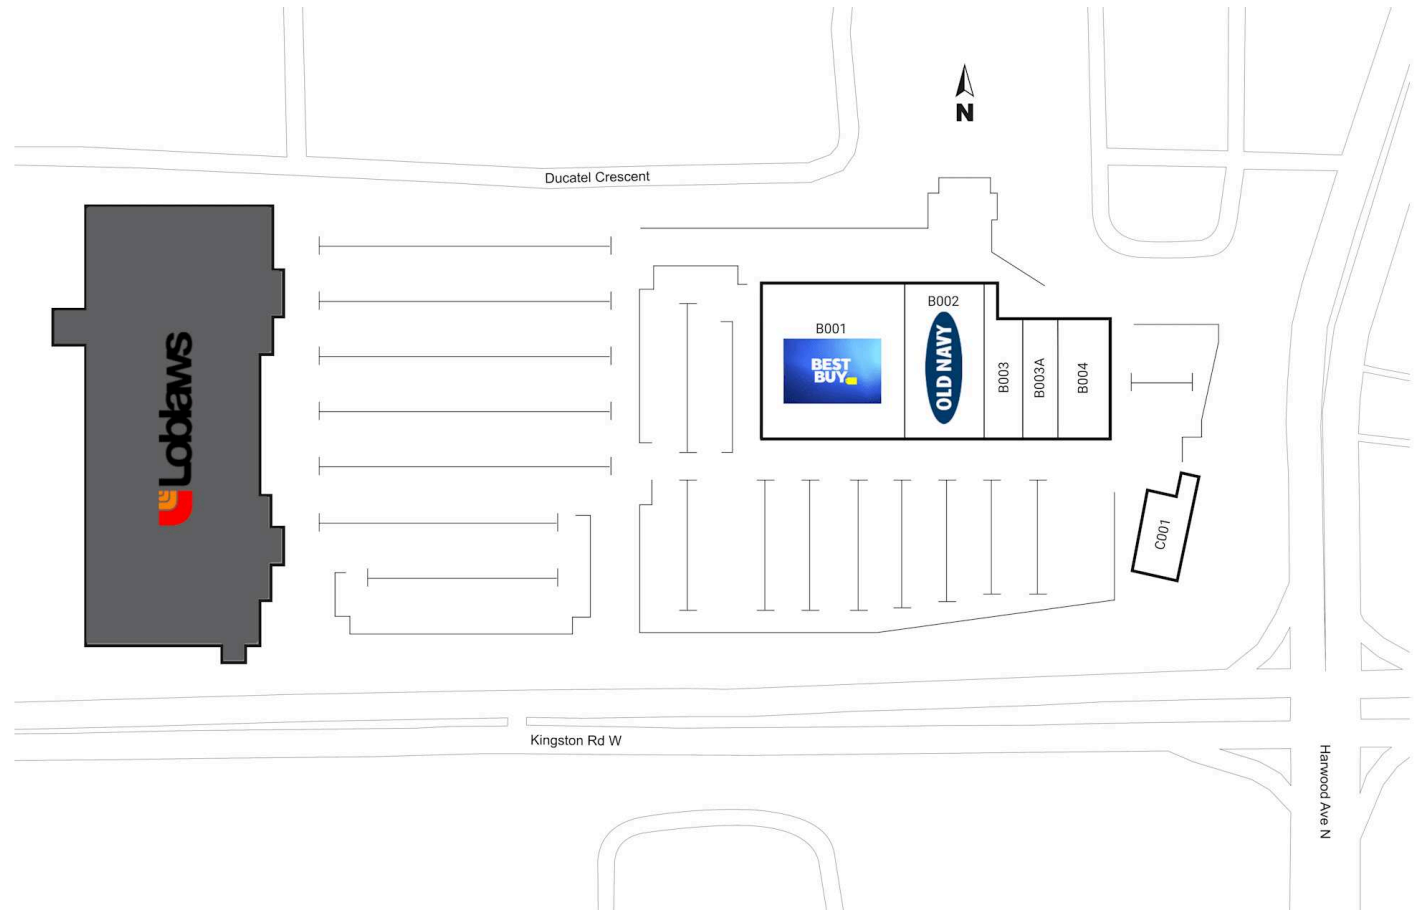 N
Ducatel Crescent
Loblaws
B001
BEST
BUY
B002
OLD NAVY
B003
B003A
B004
C001
Kingston Rd W
Harwood Ave N